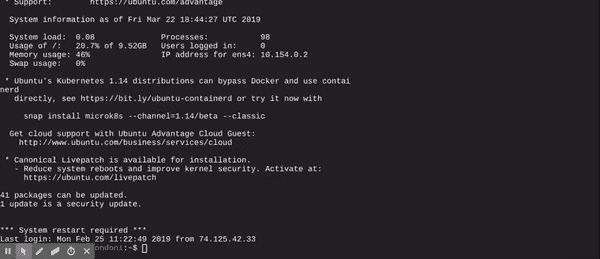 * Support:        https://ubuntu.com/advantage
System information as of Fri Mar 22 18:44:27 UTC 2019
System load:  0.08              Processes:           98
Usage of /:   20.7% of 9.52GB   Users logged in:     0
Memory usage: 46%               IP address for ens4: 10.154.0.2
Swap usage:   0%
* Ubuntu's Kubernetes 1.14 distributions can bypass Docker and use contai
nerd
directly, see https://bit.ly/ubuntu-containerd or try it now with
snap install microk8s --channel=1.14/beta --classic
Get cloud support with Ubuntu Advantage Cloud Guest:
http://www.ubuntu.com/business/services/cloud
* Canonical Livepatch is available for installation.
- Reduce system reboots and improve kernel security. Activate at:
https://ubuntu.com/livepatch
41 packages can be updated.
1 update is a security update.
*** System restart required ***
Last login: Mon Feb 25 11:22:49 2019 from 74.125.42.33
:~$